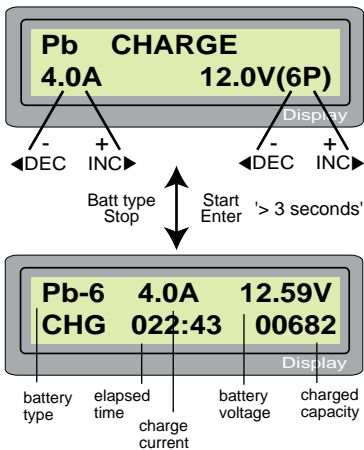 Pb CHARGE
4.0A 12.0V(6P)
Display
- + - +
◀DEC INC▶ ◀DEC INC▶
Batt type Start
Stop Enter '> 3 seconds'
Pb-6 4.0A 12.59V
CHG 022:43 00682
Display
battery elapsed battery charged
type time voltage capacity
charge
current